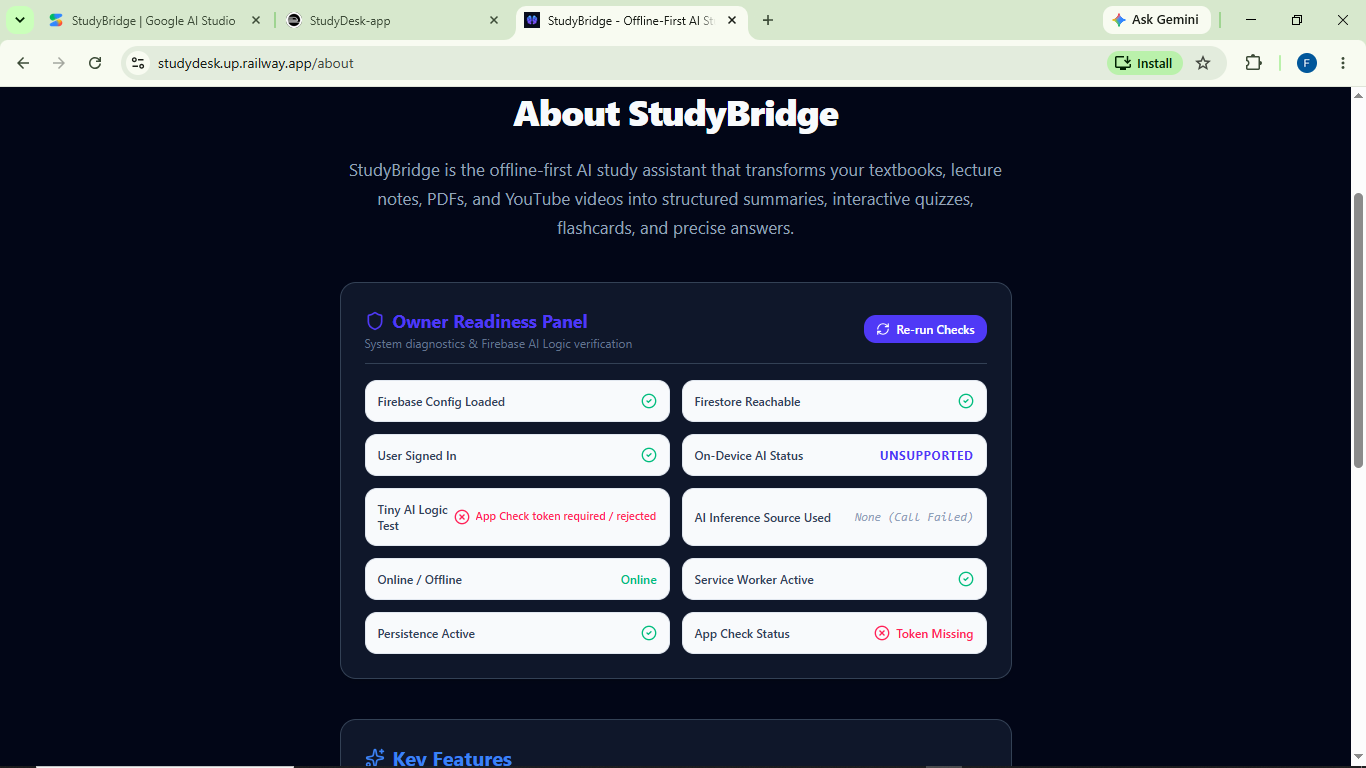 StudyBridge | Google AI Studio
StudyDesk-app
StudyBridge - Offline-First AI St
Ask Gemini
studydesk.up.railway.app/about
Install
F
About StudyBridge
StudyBridge is the offline-first AI study assistant that transforms your textbooks, lecture
notes, PDFs, and YouTube videos into structured summaries, interactive quizzes,
flashcards, and precise answers.
Owner Readiness Panel
System diagnostics & Firebase AI Logic verification
Re-run Checks
Firebase Config Loaded
Firestore Reachable
User Signed In
On-Device AI Status
UNSUPPORTED
Tiny AI Logic
Test
App Check token required / rejected
AI Inference Source Used
None (Call Failed)
Online / Offline
Online
Service Worker Active
Persistence Active
App Check Status
Token Missing
Key Features